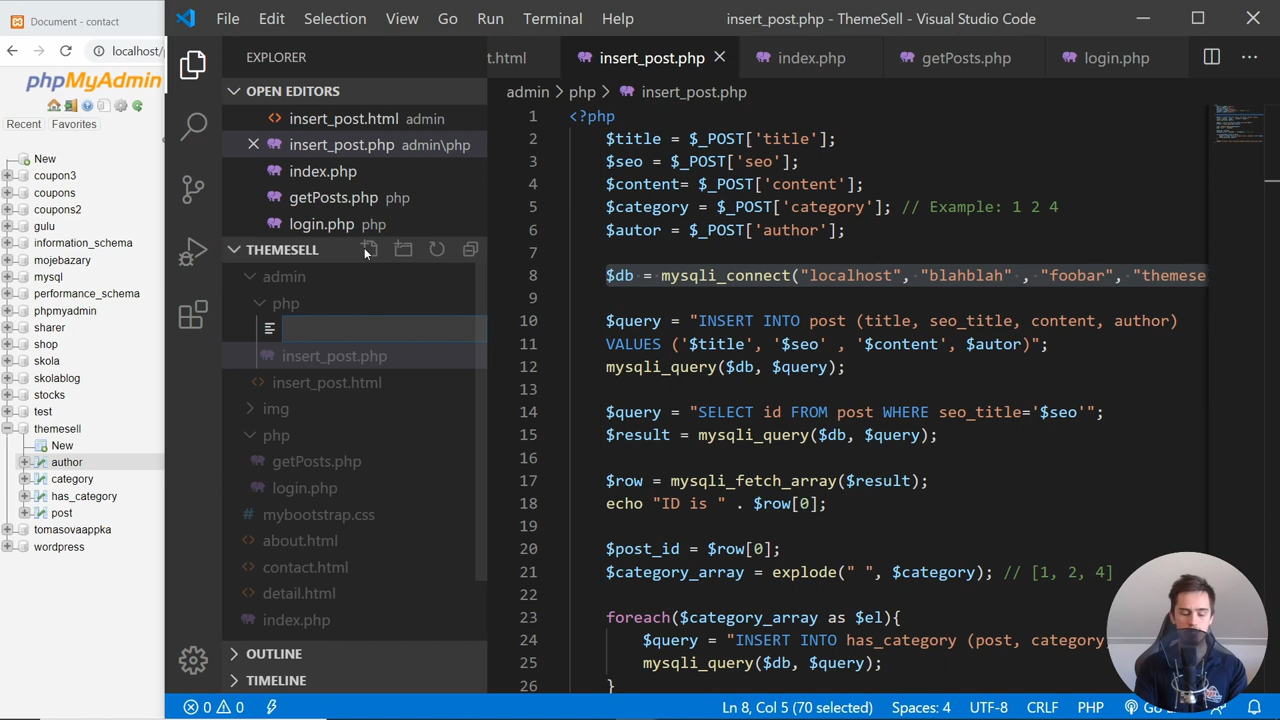 Document - contact
localhost/
phpMyAdmin
Recent
Favorites
New
coupon3
coupons
coupons2
gulu
information_schema
mojebazary
mysql
performance_schema
phpmyadmin
sharer
shop
skola
skolablog
stocks
test
themesell
New
author
category
has_category
post
tomasovaappka
wordpress
File Edit Selection View Go Run Terminal Help
insert_post.php - ThemeSell - Visual Studio Code
EXPLORER
OPEN EDITORS
insert_post.html admin
insert_post.php admin\php
index.php
getPosts.php php
login.php php
THEMESELL
admin
php
insert_post.php
insert_post.html
img
php
getPosts.php
login.php
mybootstrap.css
about.html
contact.html
detail.html
index.php
OUTLINE
TIMELINE
t.html
insert_post.php
index.php
getPosts.php
login.php
admin > php > insert_post.php
1 <?php
2 $title = $_POST['title'];
3 $seo = $_POST['seo'];
4 $content= $_POST['content'];
5 $category = $_POST['category']; // Example: 1 2 4
6 $autor = $_POST['author'];
7
8 $db = mysqli_connect("localhost", "blahblah" , "foobar", "themese
9
10 $query = "INSERT INTO post (title, seo_title, content, author)
11 VALUES ('$title', '$seo' , '$content', $autor)";
12 mysqli_query($db, $query);
13
14 $query = "SELECT id FROM post WHERE seo_title='$seo'";
15 $result = mysqli_query($db, $query);
16
17 $row = mysqli_fetch_array($result);
18 echo "ID is " . $row[0];
19
20 $post_id = $row[0];
21 $category_array = explode(" ", $category); // [1, 2, 4]
22
23 foreach($category_array as $el){
24 $query = "INSERT INTO has_category (post, category,
25 mysqli_query($db, $query);
26 }
0 0
Ln 8, Col 5 (70 selected)
Spaces: 4
UTF-8
CRLF
PHP